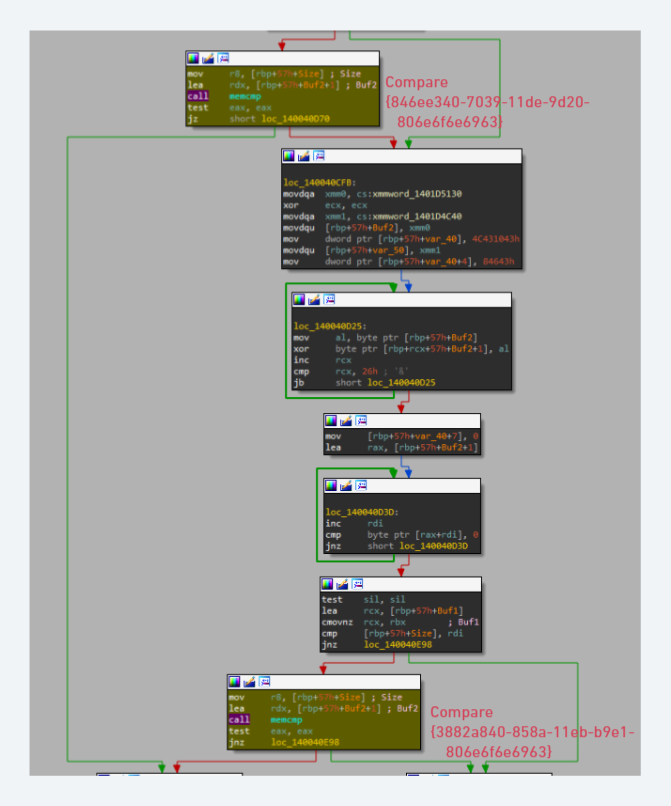 mov r8, [rbp+57h+Size] ; Size
lea rdx, [rbp+57h+Buf2+1] ; Buf2
call memcmp
test eax, eax
jz short loc_140040D70
Compare
{846ee340-7039-11de-9d20-
806e6f6e6963}
loc_140040CFB:
movdqa xmm0, cs:xmmword_1401D5130
xor ecx, ecx
movdqa xmm1, cs:xmmword_1401D4C40
movdqu [rbp+57h+Buf2], xmm0
mov dword ptr [rbp+57h+var_40], 4C431043h
movdqu [rbp+57h+var_50], xmm1
mov dword ptr [rbp+57h+var_40+4], 84643h
loc_140040D25:
mov al, byte ptr [rbp+57h+Buf2]
xor byte ptr [rbp+rcx+57h+Buf2+1], al
inc rcx
cmp rcx, 26h ; '&'
jb short loc_140040D25
mov [rbp+57h+var_40+7], 0
lea rax, [rbp+57h+Buf2+1]
loc_140040D3D:
inc rdi
cmp byte ptr [rax+rdi], 0
jnz short loc_140040D3D
test sil, sil
lea rcx, [rbp+57h+Buf1]
cmovnz rcx, rbx ; Buf1
cmp [rbp+57h+Size], rdi
jnz loc_140040E98
mov r8, [rbp+57h+Size] ; Size
lea rdx, [rbp+57h+Buf2+1] ; Buf2
call memcmp
test eax, eax
jnz loc_140040E98
Compare
{3882a840-858a-11eb-b9e1-
806e6f6e6963}